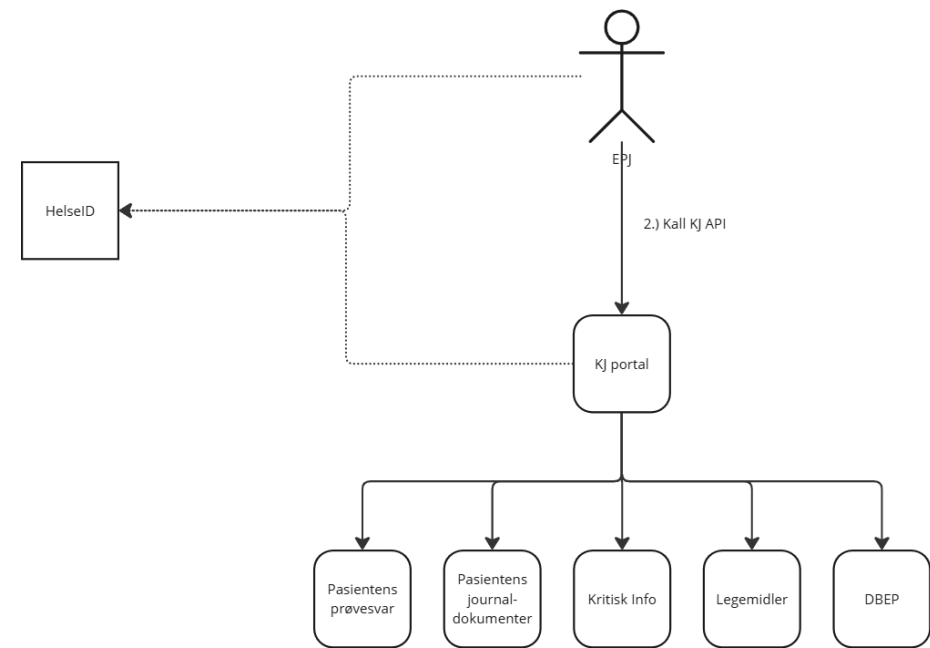 EPJ
HelseID
2.) Kall KJ API
KJ portal
Pasientens
prøvesvar
Pasientens
journal-
dokumenter
Kritisk Info
Legemidler
DBEP